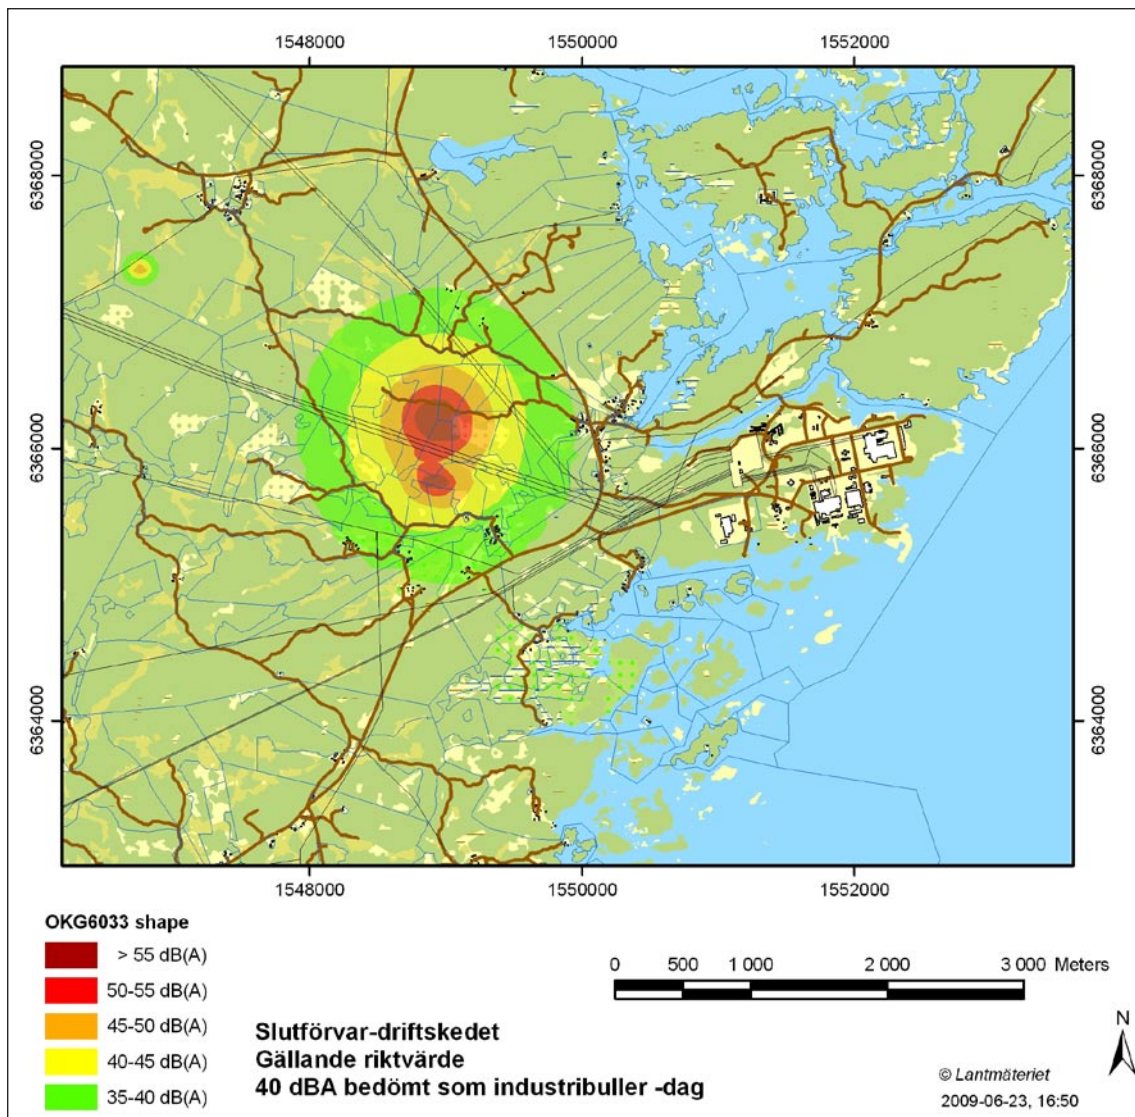 1548000 1550000 1552000
6368000 6368000
6366000 6366000
6364000 6364000
1548000 1550000 1552000
OKG6033 shape
> 55 dB(A)
50-55 dB(A)
45-50 dB(A)
40-45 dB(A)
35-40 dB(A)
0 500 1 000 2 000 3 000 Meters
Slutförvar-driftskedet
Gällande riktvärde
40 dBA bedömt som industribuller -dag
N
© Lantmäteriet
2009-06-23, 16:50